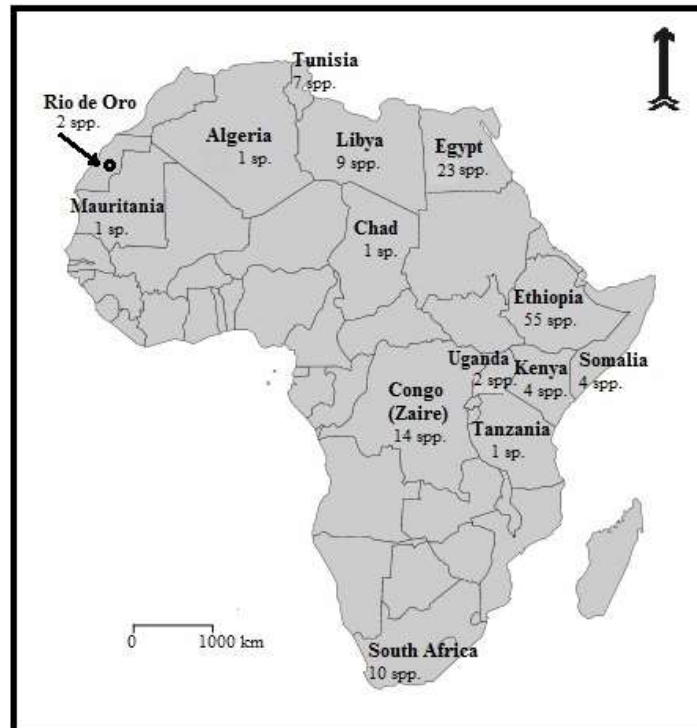 Tunisia
7 spp.
Rio de Oro
2 spp.
Algeria
1 sp.
Libya
9 spp.
Egypt
23 spp.
Mauritania
1 sp.
Chad
1 sp.
Ethiopia
55 spp.
Uganda
2 spp.
Kenya
4 spp.
Somalia
4 spp.
Congo
(Zaire)
14 spp.
Tanzania
1 sp.
0 1000 km
South Africa
10 spp.